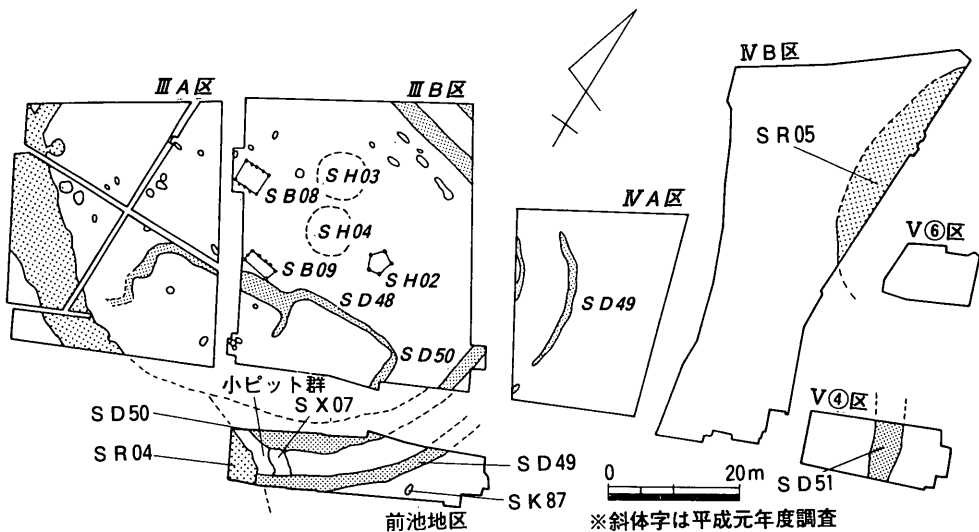 ⅢA区
ⅢB区
ⅣB区
SR05
SH03
SB08
SH04
ⅣA区
Ⅴ⑥区
SB09
SH02
SD48
SD49
SD50
小ピット群
SX07
Ⅴ④区
SD50
SR04
SD49
SK87
前池地区
0 20m
SD51
※斜体字は平成元年度調査